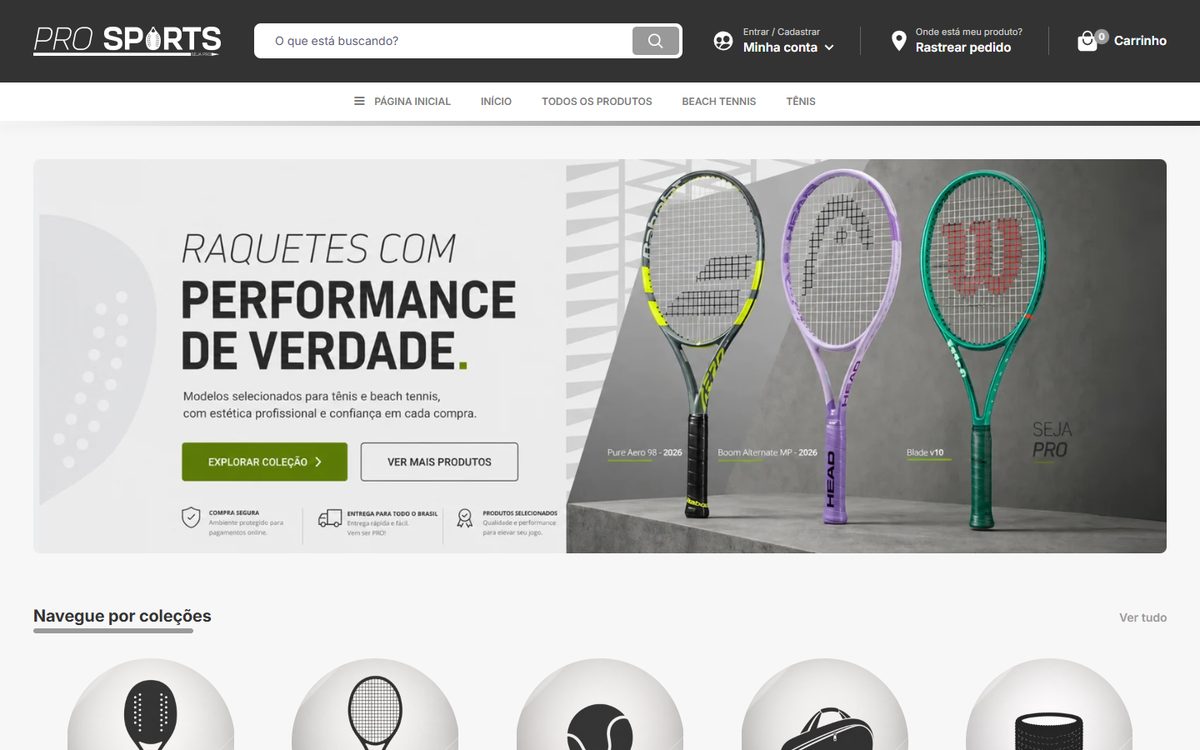 PRO SPORTS
O que está buscando?
Entrar / Cadastrar
Minha conta
Onde está meu produto?
Rastrear pedido
0
Carrinho
PÁGINA INICIAL
INÍCIO
TODOS OS PRODUTOS
BEACH TENNIS
TÊNIS
RAQUETES COM
PERFORMANCE
DE VERDADE.
Modelos selecionados para tênis e beach tennis,
com estética profissional e confiança em cada compra.
EXPLORAR COLEÇÃO
VER MAIS PRODUTOS
COMPRA SEGURA
Ambiente protegido para
pagamentos online.
ENTREGA PARA TODO O BRASIL
Entrega rápida e fácil.
Vem ser PRO!
PRODUTOS SELECIONADOS
Qualidade e performance
para elevar seu jogo.
Pure Aero 98 - 2026
Boom Alternate MP - 2026
Blade v10
SEJA
PRO
HEAD
HEAD
HEAD
W
Navegue por coleções
Ver tudo